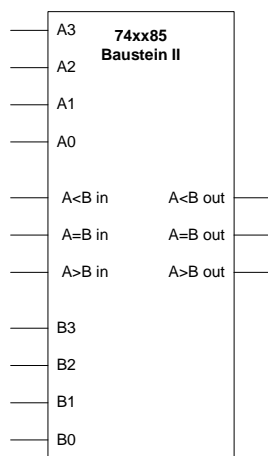 74xx85
Baustein II
A3
A2
A1
A0
A<B in A<B out
A=B in A=B out
A>B in A>B out
B3
B2
B1
B0